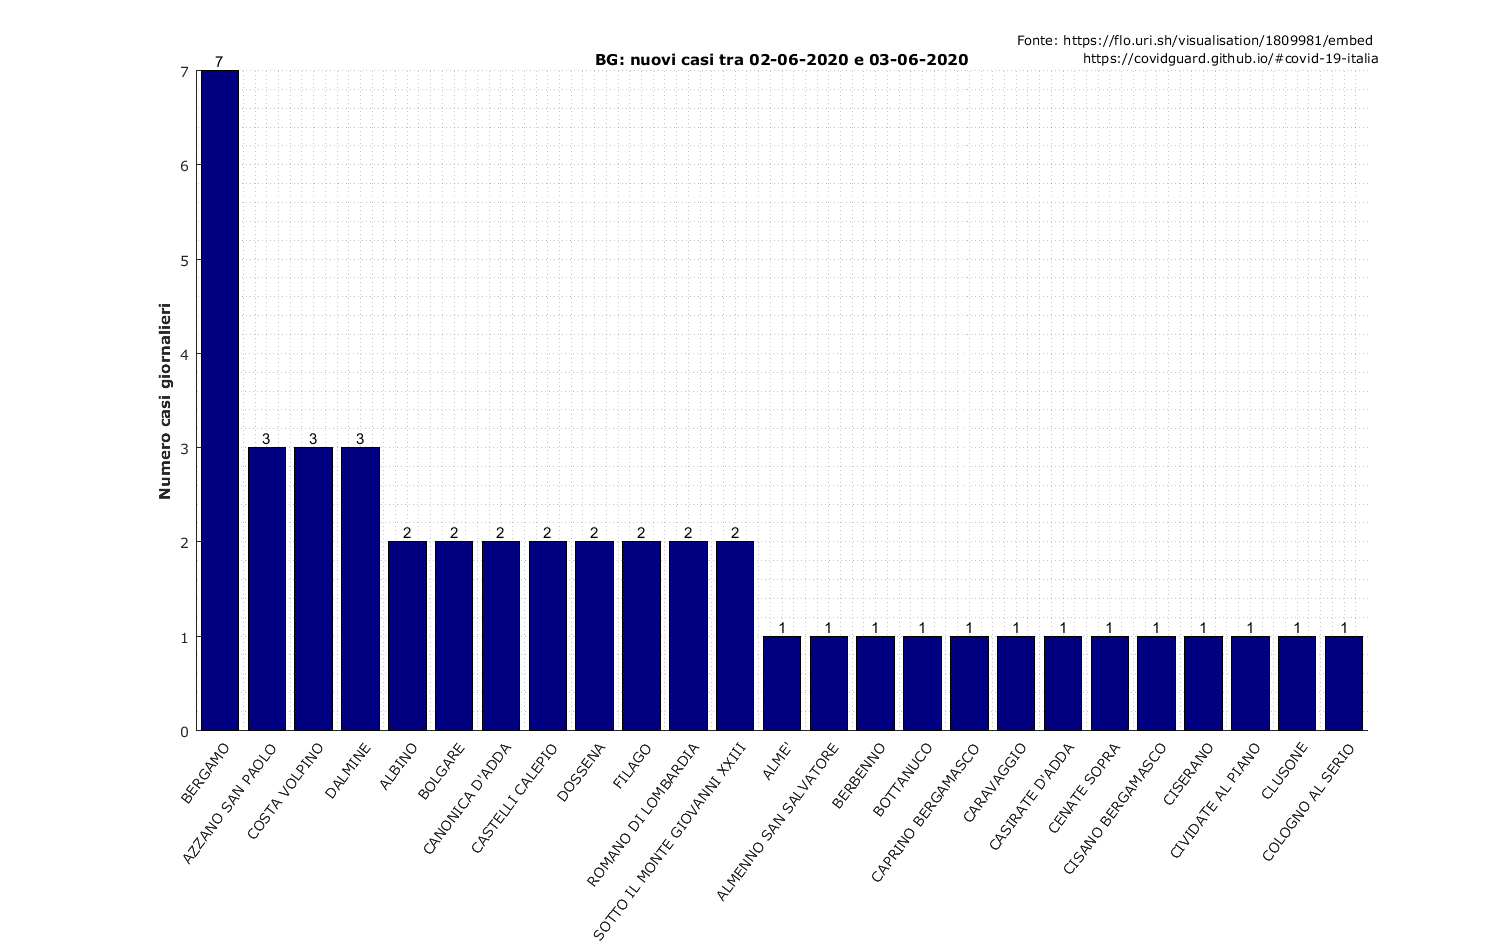 Fonte: https://flo.uri.sh/visualisation/1809981/embed
https://covidguard.github.io/#covid-19-italia
BG: nuovi casi tra 02-06-2020 e 03-06-2020
Numero casi giornalieri
7
6
5
4
3
2
1
0
7
3
3
3
2
2
2
2
2
2
2
2
1
1
1
1
1
1
1
1
1
1
1
1
1
BERGAMO
AZZANO SAN PAOLO
COSTA VOLPINO
DALMINE
ALBINO
BOLGARE
CANONICA D'ADDA
CASTELLI CALEPIO
DOSSENA
FILAGO
ROMANO DI LOMBARDIA
SOTTO IL MONTE GIOVANNI XXIII
ALME'
ALMENNO SAN SALVATORE
BERBENNO
BOTTANUCO
CAPRINO BERGAMASCO
CARAVAGGIO
CASIRATE D'ADDA
CENATE SOPRA
CISANO BERGAMASCO
CISERANO
CIVIDATE AL PIANO
CLUSONE
COLOGNO AL SERIO